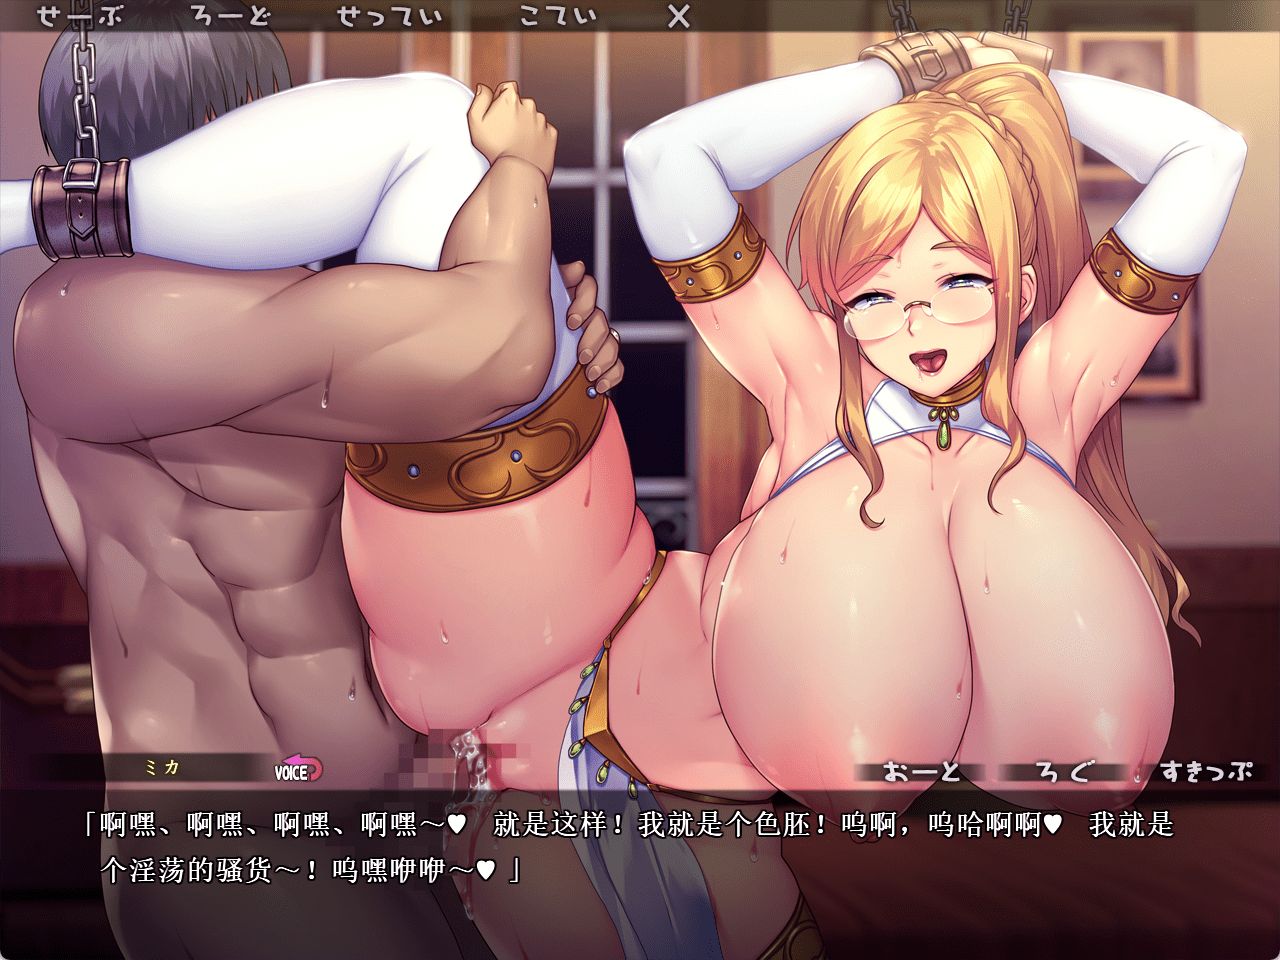 せーぶ ろーど せってい こてい X
ミカ VOICE おーと ろぐ すきっぷ
「啊嘿、啊嘿、啊嘿、啊嘿～♥ 就是这样！我就是个色胚！呜啊，呜哈啊啊♥ 我就是
个淫荡的骚货～！呜嘿咿咿～♥」